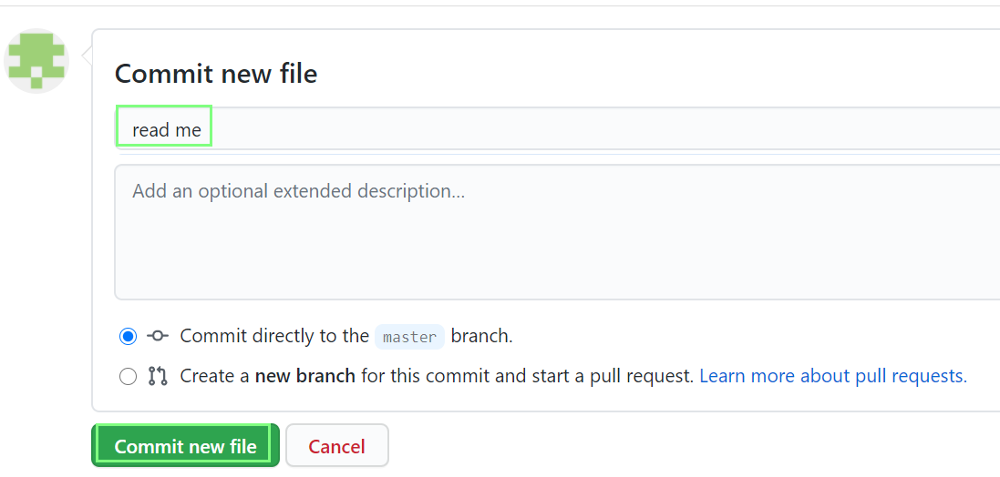 Commit new file
read me
Add an optional extended description...
Commit directly to the master branch.
Create a new branch for this commit and start a pull request. Learn more about pull requests.
Commit new file Cancel